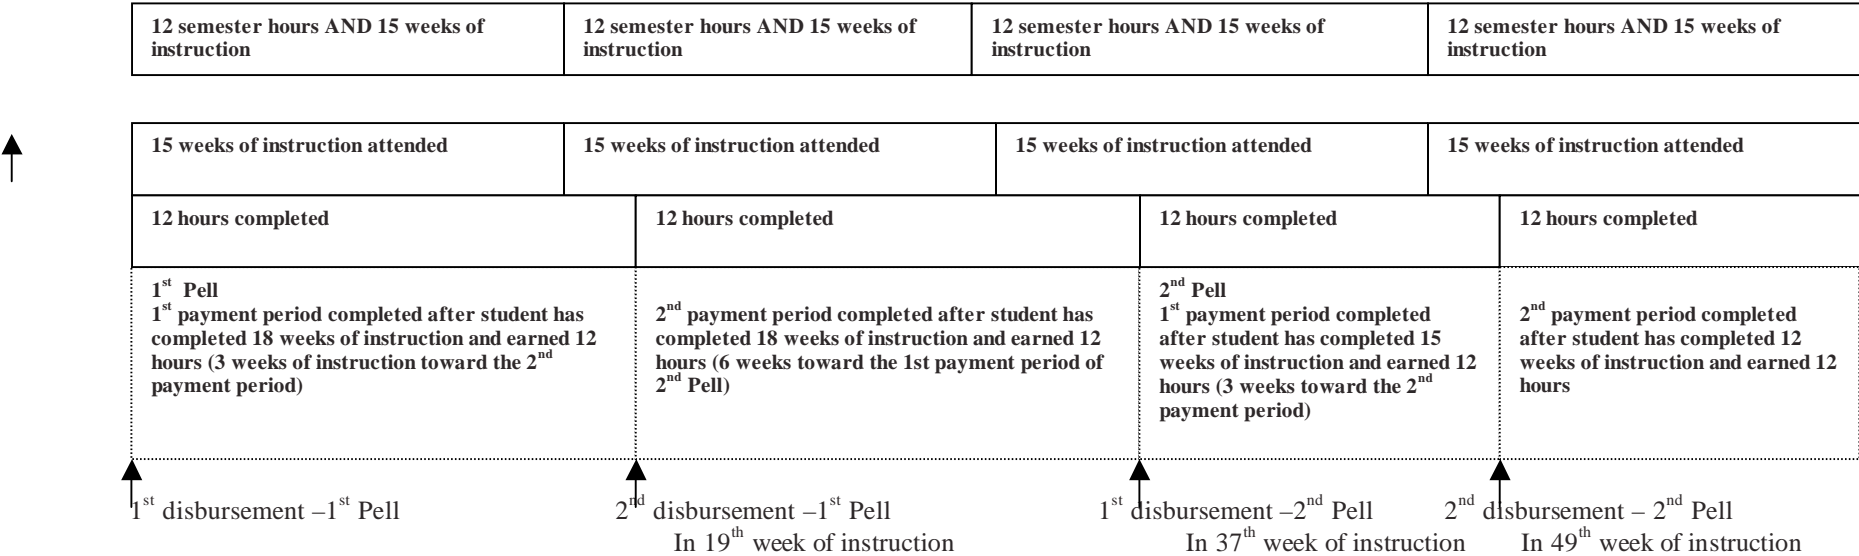 12 semester hours AND 15 weeks of
instruction
12 semester hours AND 15 weeks of
instruction
12 semester hours AND 15 weeks of
instruction
12 semester hours AND 15 weeks of
instruction
15 weeks of instruction attended
15 weeks of instruction attended
15 weeks of instruction attended
15 weeks of instruction attended
12 hours completed
12 hours completed
12 hours completed
12 hours completed
1st Pell
1st payment period completed after student has
completed 18 weeks of instruction and earned 12
hours (3 weeks of instruction toward the 2nd
payment period)
2nd payment period completed after student has
completed 18 weeks of instruction and earned 12
hours (6 weeks toward the 1st payment period of
2nd Pell)
2nd Pell
1st payment period completed
after student has completed 15
weeks of instruction and earned 12
hours (3 weeks toward the 2nd
payment period)
2nd payment period completed
after student has completed 12
weeks of instruction and earned 12
hours
1st disbursement –1st Pell
2nd disbursement –1st Pell
In 19th week of instruction
1st disbursement –2nd Pell
In 37th week of instruction
2nd disbursement – 2nd Pell
In 49th week of instruction